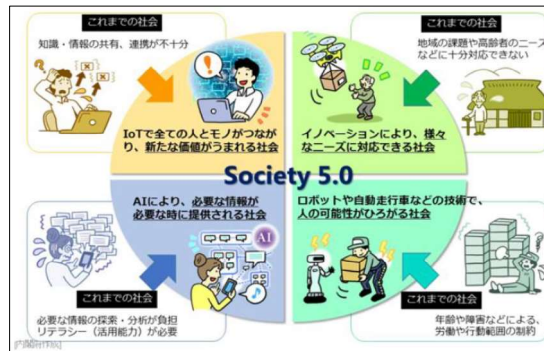 これまでの社会
知識・情報の共有、連携が不十分
IoTで全ての人とモノがつなが
り、新たな価値がうまれる社会
これまでの社会
地域の課題や高齢者のニーズ
などに十分対応できない
イノベーションにより、様々
なニーズに対応できる社会
Society 5.0
AIにより、必要な情報が
必要な時に提供される社会
AI
これまでの社会
必要な情報の探索・分析が負担
リテラシー（活用能力）が必要
ロボットや自動走行車などの技術で、
人の可能性がひろがる社会
これまでの社会
年齢や障害などによる、
労働や行動範囲の制約